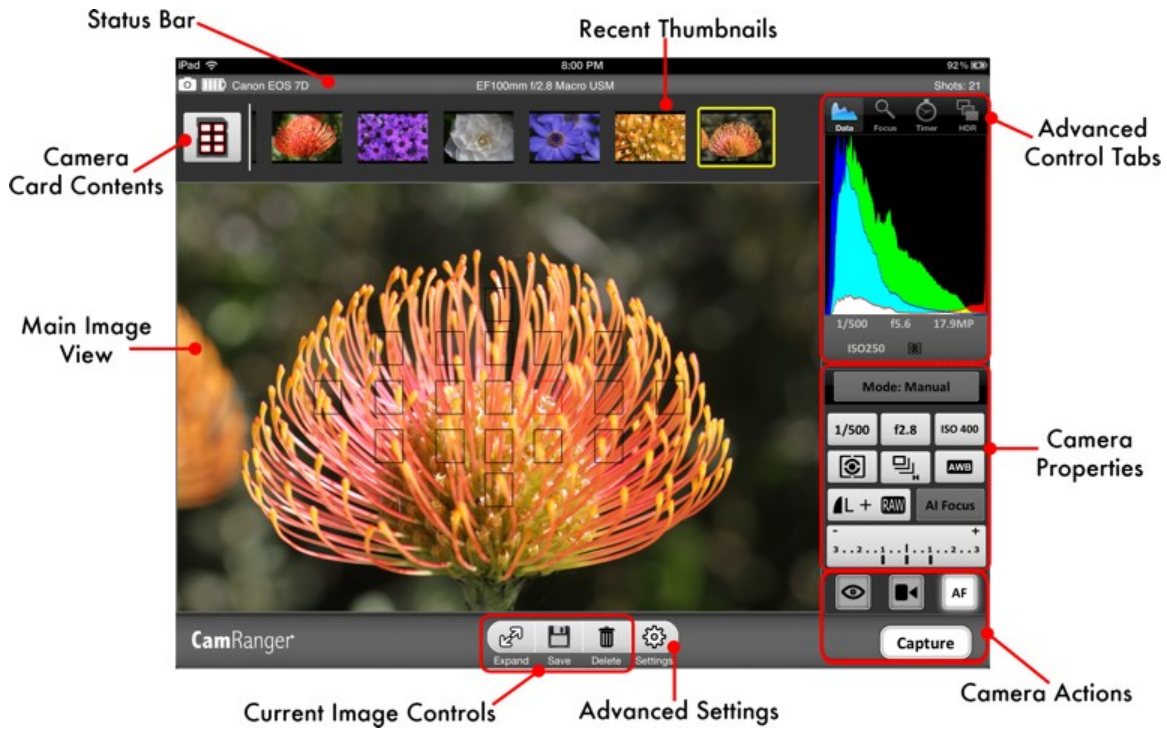 Status Bar
Recent Thumbnails
iPad 8:00 PM 92%
Canon EOS 7D EF100mm f/2.8 Macro USM Shots: 21
Data Focus Timer HDR
Advanced
Control Tabs
Camera
Card Contents
1/500 f5.6 17.9MP
ISO250
Main Image
View
Mode: Manual
1/500 f2.8 ISO 400
H AWB
L + RAW AI Focus
Camera
Properties
- +
3..2..1..|..1..2..3
AF
CamRanger
Capture
Expand Save Delete Settings
Current Image Controls
Advanced Settings
Camera Actions